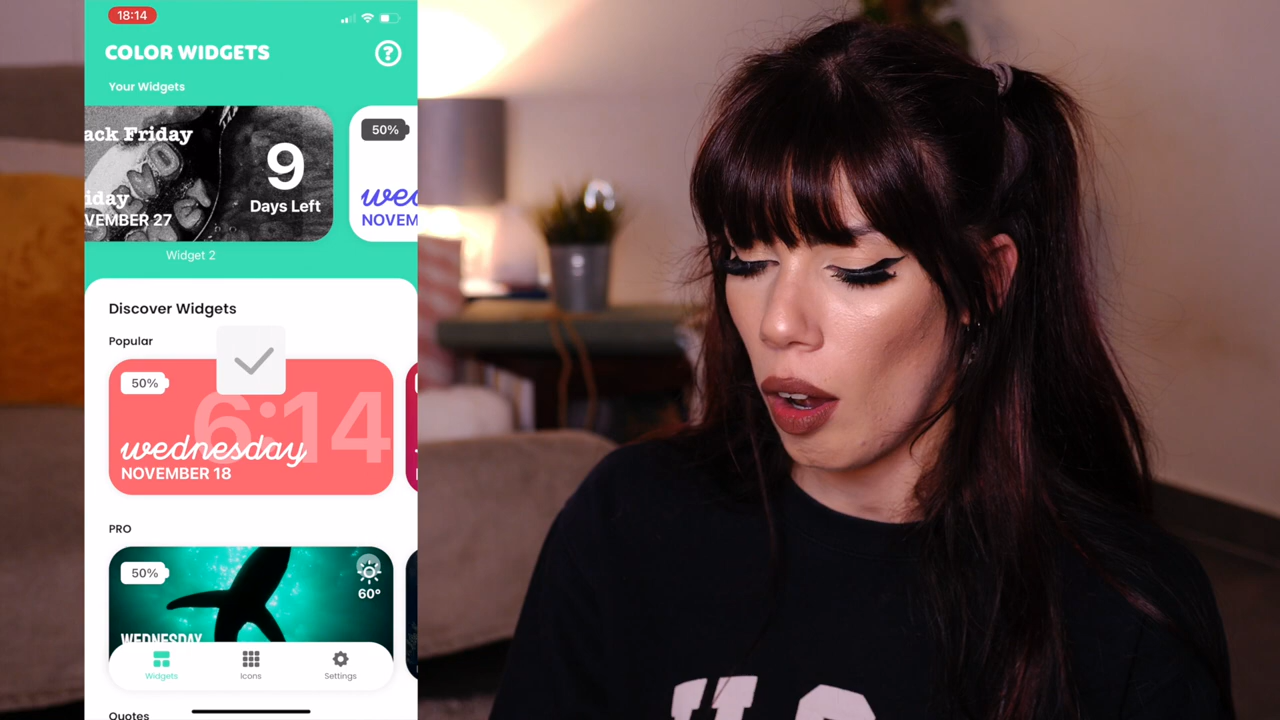 18:14
COLOR WIDGETS
?
Your Widgets
ack Friday
9
Days Left
iday
VEMBER 27
50%
wed
NOVEM
Widget 2
Discover Widgets
Popular
50%
6:14
wednesday
NOVEMBER 18
PRO
50%
60°
WEDNESDAY
Widgets
Icons
Settings
Quotes